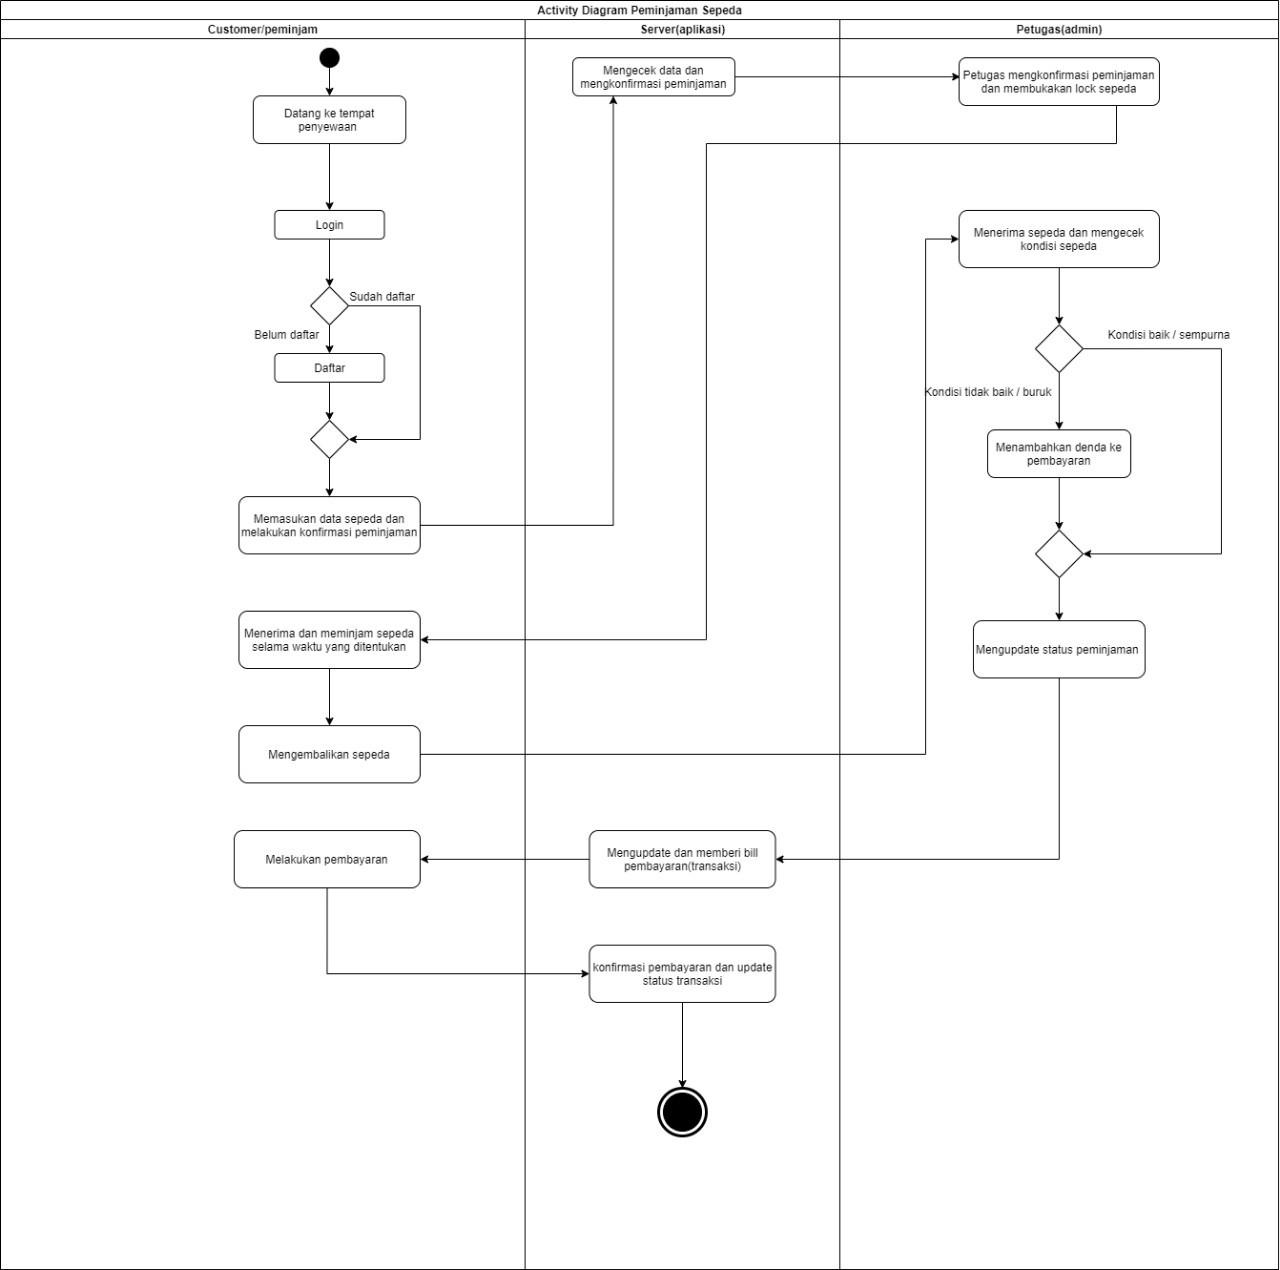 Activity Diagram Peminjaman Sepeda
Customer/peminjam
Server(aplikasi)
Petugas(admin)
Datang ke tempat
penyewaan
Login
Sudah daftar
Belum daftar
Daftar
Memasukan data sepeda dan
melakukan konfirmasi peminjaman
Mengecek data dan
mengkonfirmasi peminjaman
Petugas mengkonfirmasi peminjaman
dan membukakan lock sepeda
Menerima dan meminjam sepeda
selama waktu yang ditentukan
Mengembalikan sepeda
Menerima sepeda dan mengecek
kondisi sepeda
Kondisi baik / sempurna
Kondisi tidak baik / buruk
Menambahkan denda ke
pembayaran
Mengupdate status peminjaman
Mengupdate dan memberi bill
pembayaran(transaksi)
Melakukan pembayaran
konfirmasi pembayaran dan update
status transaksi